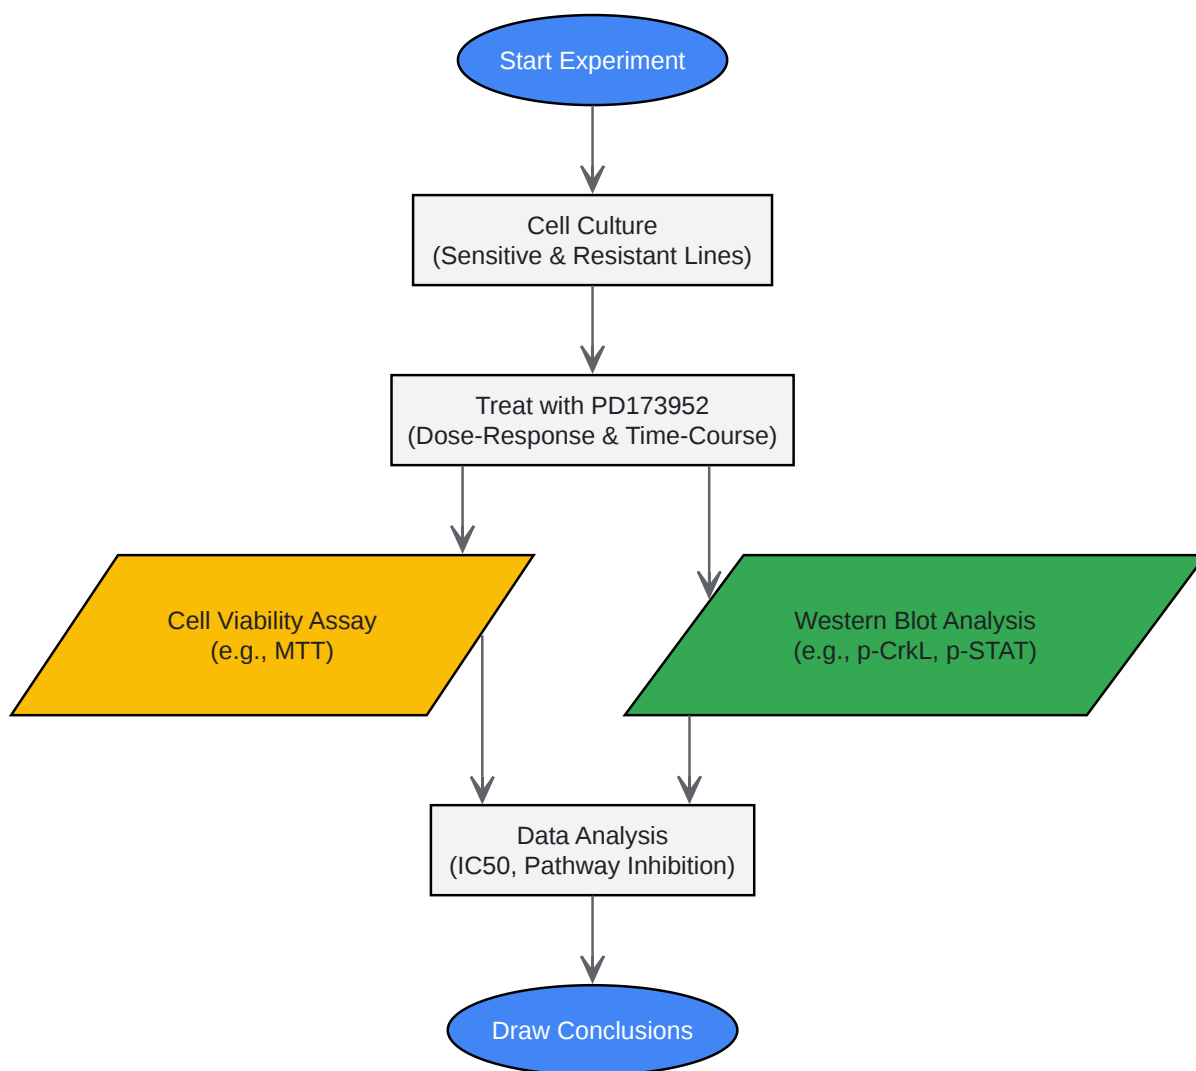 Start Experiment
Cell Culture
(Sensitive & Resistant Lines)
Treat with PD173952
(Dose-Response & Time-Course)
Cell Viability Assay
(e.g., MTT)
Western Blot Analysis
(e.g., p-CrkL, p-STAT)
Data Analysis
(IC50, Pathway Inhibition)
Draw Conclusions